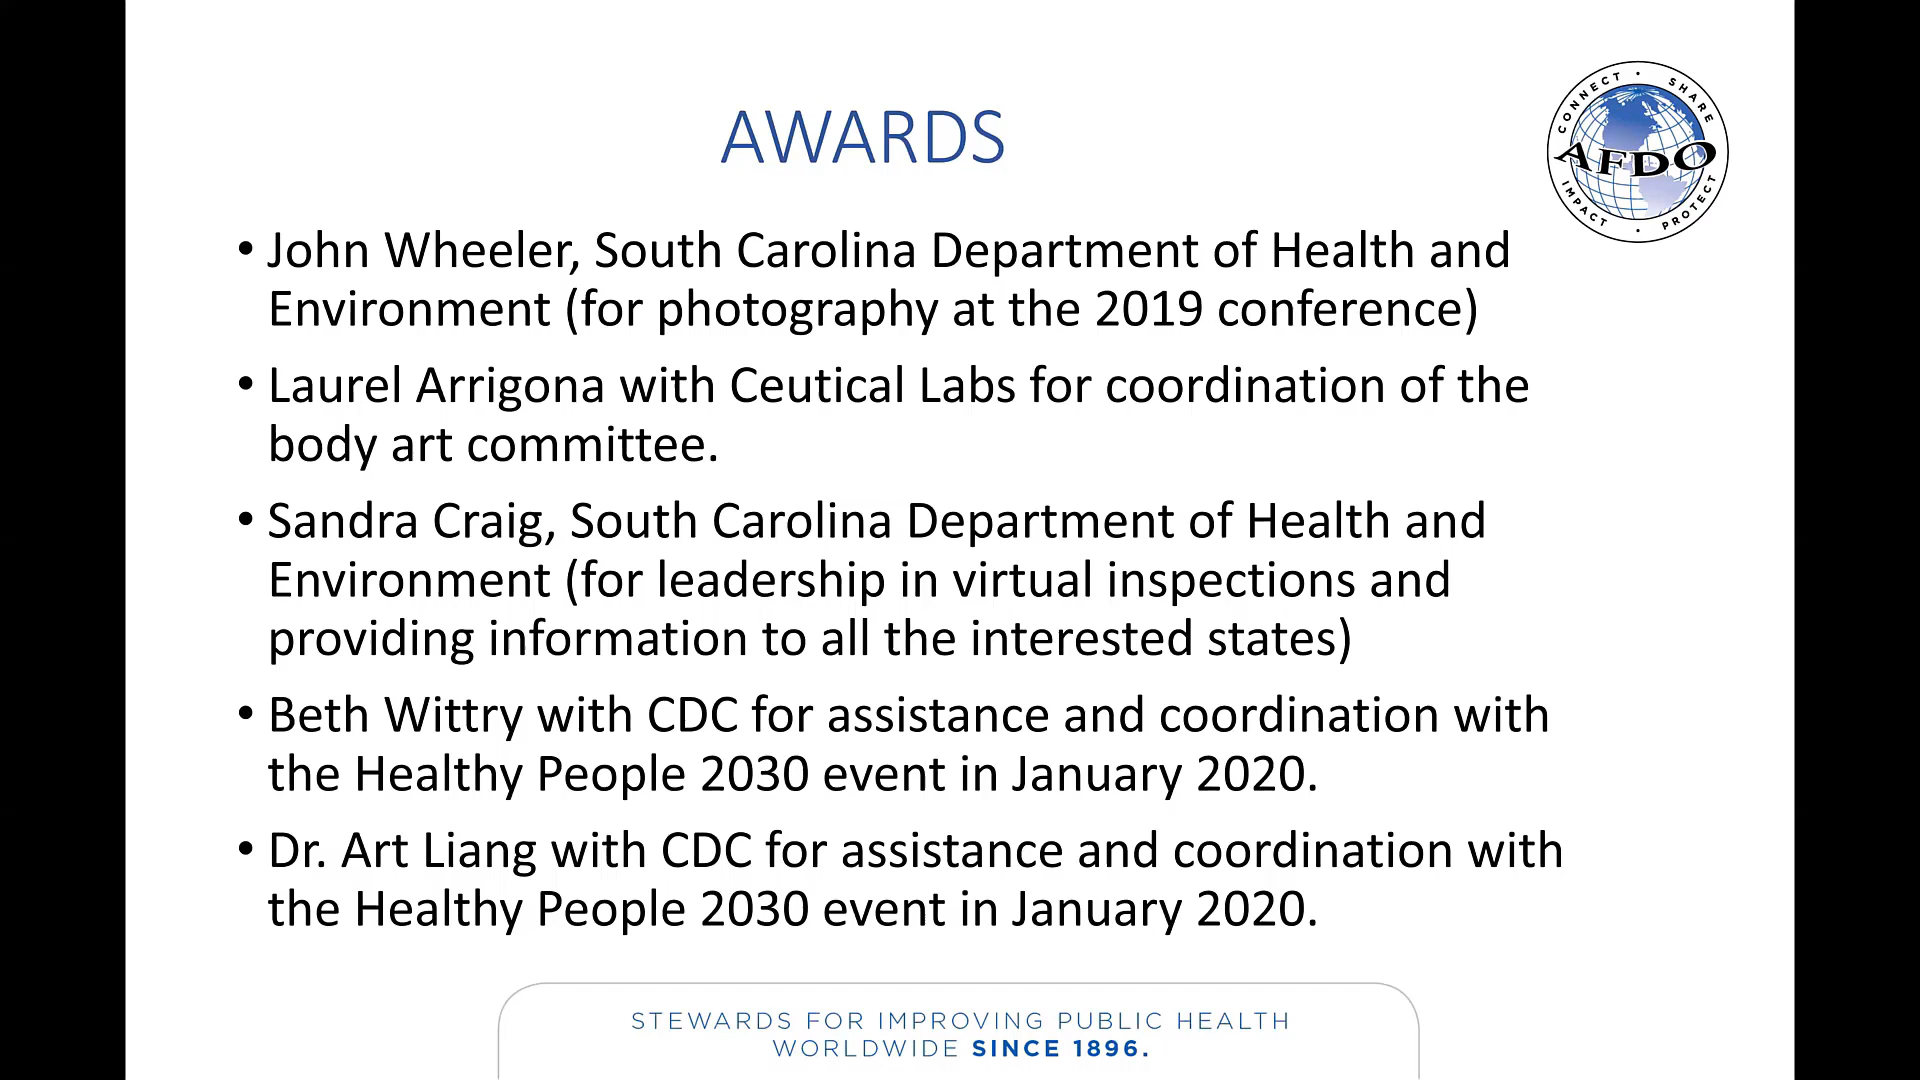 AWARDS
CONNECT • SHARE
AFDO
IMPACT • PROTECT
• John Wheeler, South Carolina Department of Health and
Environment (for photography at the 2019 conference)
• Laurel Arrigona with Ceutical Labs for coordination of the
body art committee.
• Sandra Craig, South Carolina Department of Health and
Environment (for leadership in virtual inspections and
providing information to all the interested states)
• Beth Wittry with CDC for assistance and coordination with
the Healthy People 2030 event in January 2020.
• Dr. Art Liang with CDC for assistance and coordination with
the Healthy People 2030 event in January 2020.
STEWARDS FOR IMPROVING PUBLIC HEALTH
WORLDWIDE SINCE 1896.